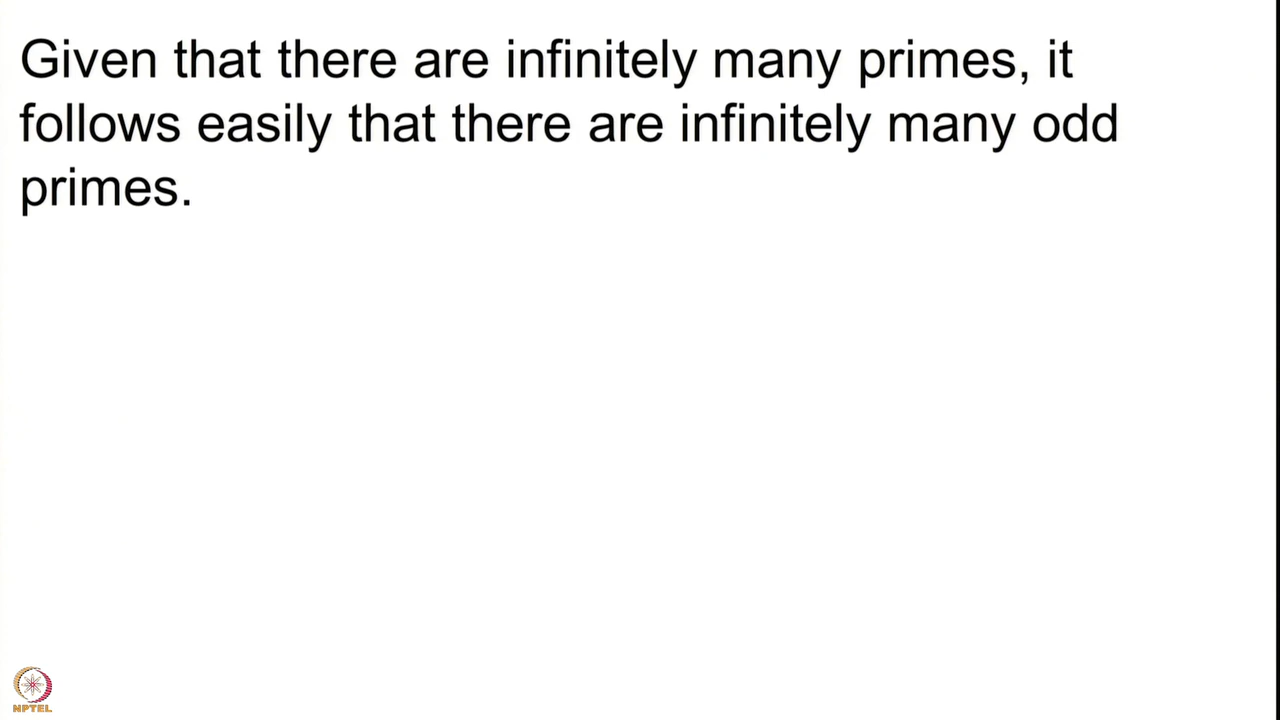 Given that there are infinitely many primes, it
follows easily that there are infinitely many odd
primes.
NPTEL